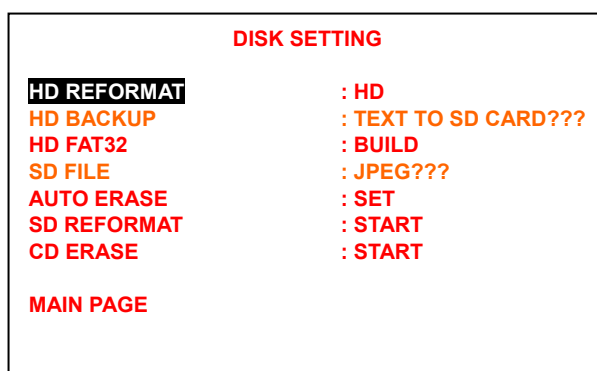 DISK SETTING
HD REFORMAT : HD
HD BACKUP : TEXT TO SD CARD???
HD FAT32 : BUILD
SD FILE : JPEG???
AUTO ERASE : SET
SD REFORMAT : START
CD ERASE : START
MAIN PAGE